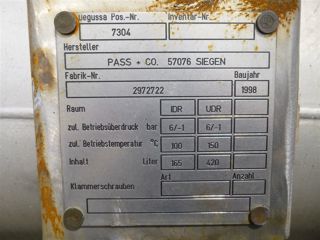 Degussa Pos.-Nr. Inventar-Nr.
7304
Hersteller
PASS + CO. 57076 SIEGEN
Fabrik-Nr. Baujahr
2972722 1998
Raum IDR UDR
zul. Betriebsüberdruck bar 6/-1 6/-1
zul. Betriebstemperatur °C 100 150
Inhalt Liter 165 420
Art Anzahl
Klammerschrauben